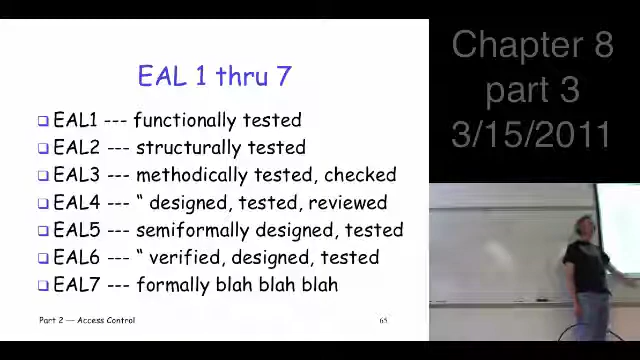 EAL 1 thru 7
❑ EAL1 --- functionally tested
❑ EAL2 --- structurally tested
❑ EAL3 --- methodically tested, checked
❑ EAL4 --- “ designed, tested, reviewed
❑ EAL5 --- semiformally designed, tested
❑ EAL6 --- “ verified, designed, tested
❑ EAL7 --- formally blah blah blah
Part 2 — Access Control
65
Chapter 8
part 3
3/15/2011